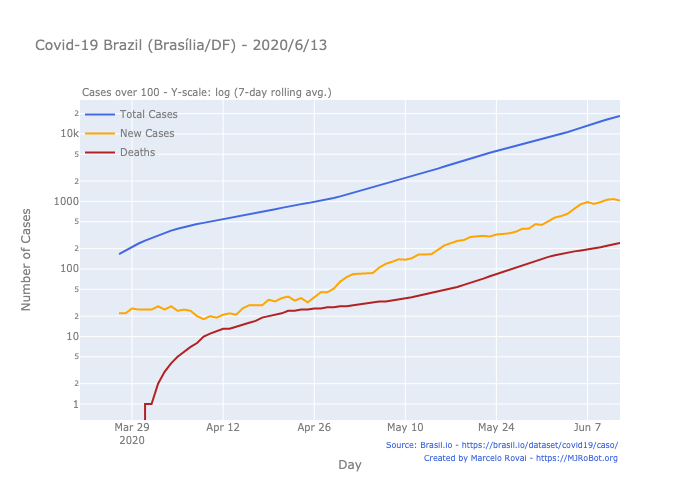 Covid-19 Brazil (Brasília/DF) - 2020/6/13
Cases over 100 - Y-scale: log (7-day rolling avg.)
Total Cases
New Cases
Deaths
Number of Cases
2
10k
5
2
1000
5
2
100
5
2
10
5
2
1
Mar 29 Apr 12 Apr 26 May 10 May 24 Jun 7
2020
Source: Brasil.io - https://brasil.io/dataset/covid19/caso/
Created by Marcelo Rovai - https://MJRoBot.org
Day